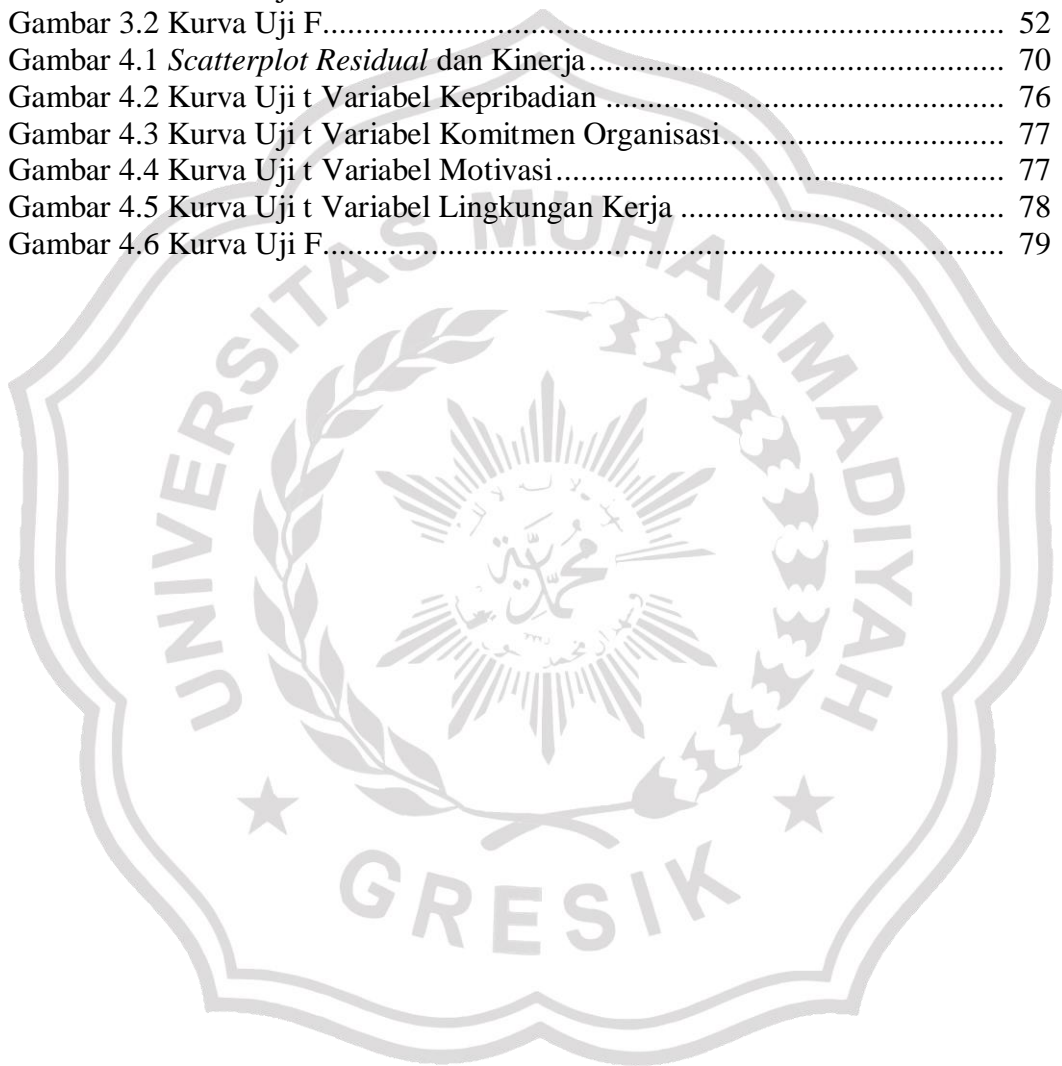 Gambar 3.2 Kurva Uji F.......................................................................................... 52
Gambar 4.1 Scatterplot Residual dan Kinerja ....................................................... 70
Gambar 4.2 Kurva Uji t Variabel Kepribadian ..................................................... 76
Gambar 4.3 Kurva Uji t Variabel Komitmen Organisasi...................................... 77
Gambar 4.4 Kurva Uji t Variabel Motivasi............................................................ 77
Gambar 4.5 Kurva Uji t Variabel Lingkungan Kerja ........................................... 78
Gambar 4.6 Kurva Uji F.......................................................................................... 79
UNIVERSITAS MUHAMMADIYAH
محمد
GRESIK